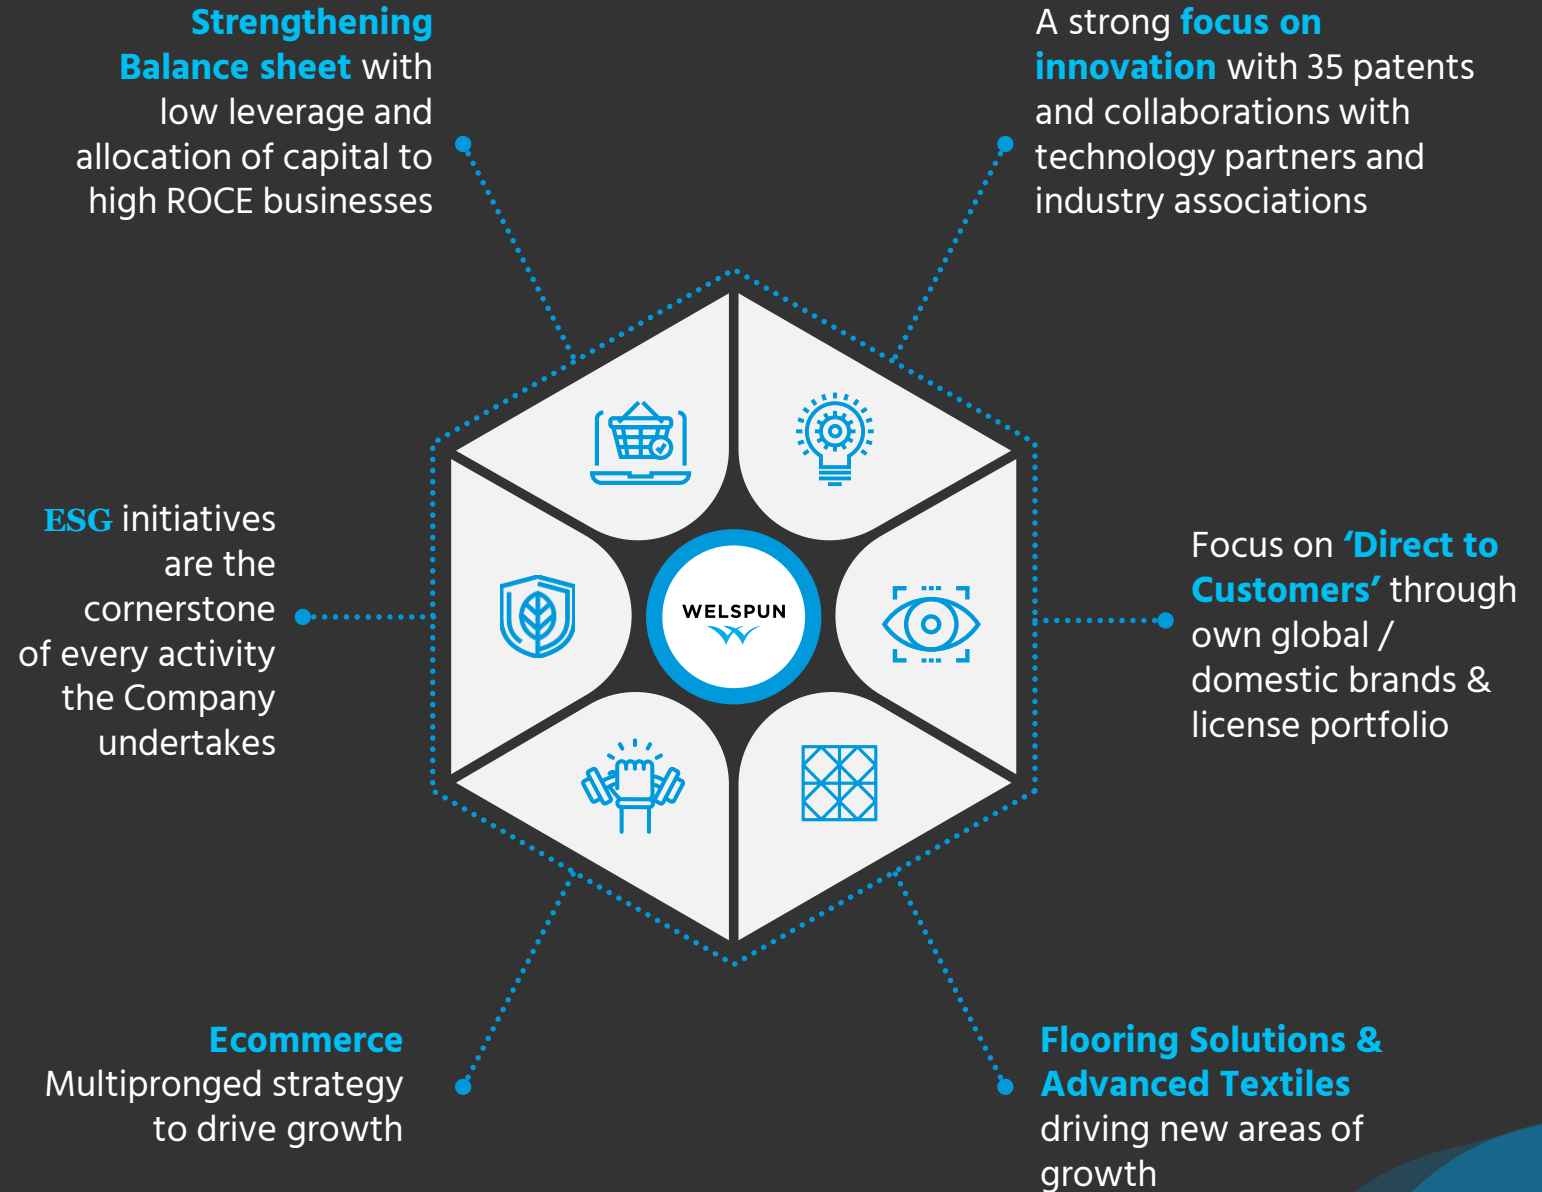 Strengthening
Balance sheet with
low leverage and
allocation of capital to
high ROCE businesses
A strong focus on
innovation with 35 patents
and collaborations with
technology partners and
industry associations
ESG initiatives
are the
cornerstone
of every activity
the Company
undertakes
WELSPUN
Focus on ‘Direct to
Customers’ through
own global /
domestic brands &
license portfolio
Ecommerce
Multipronged strategy
to drive growth
Flooring Solutions &
Advanced Textiles
driving new areas of
growth